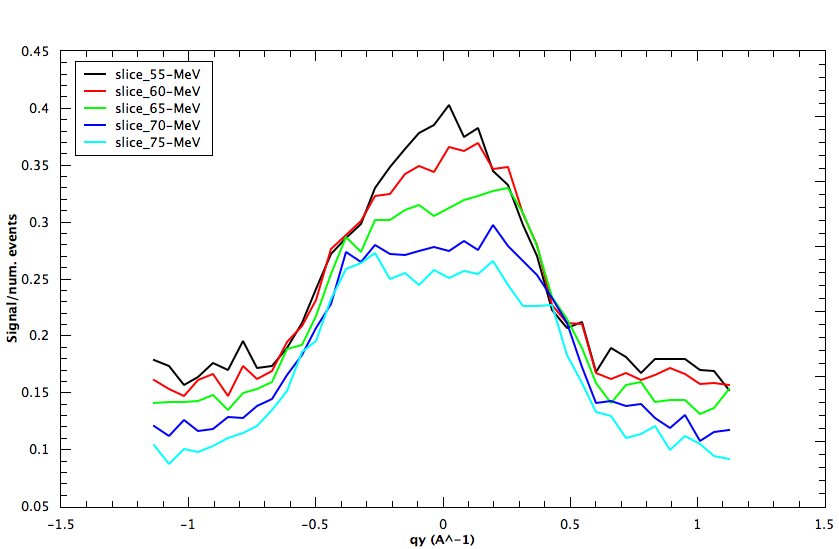 0.45
slice_55-MeV
slice_60-MeV
0.4
slice_65-MeV
slice_70-MeV
slice_75-MeV
0.35
0.3
Signal/num. events
0.25
0.2
0.15
0.1
0.05
-1.5 -1 -0.5 0 0.5 1 1.5
qy (A^-1)